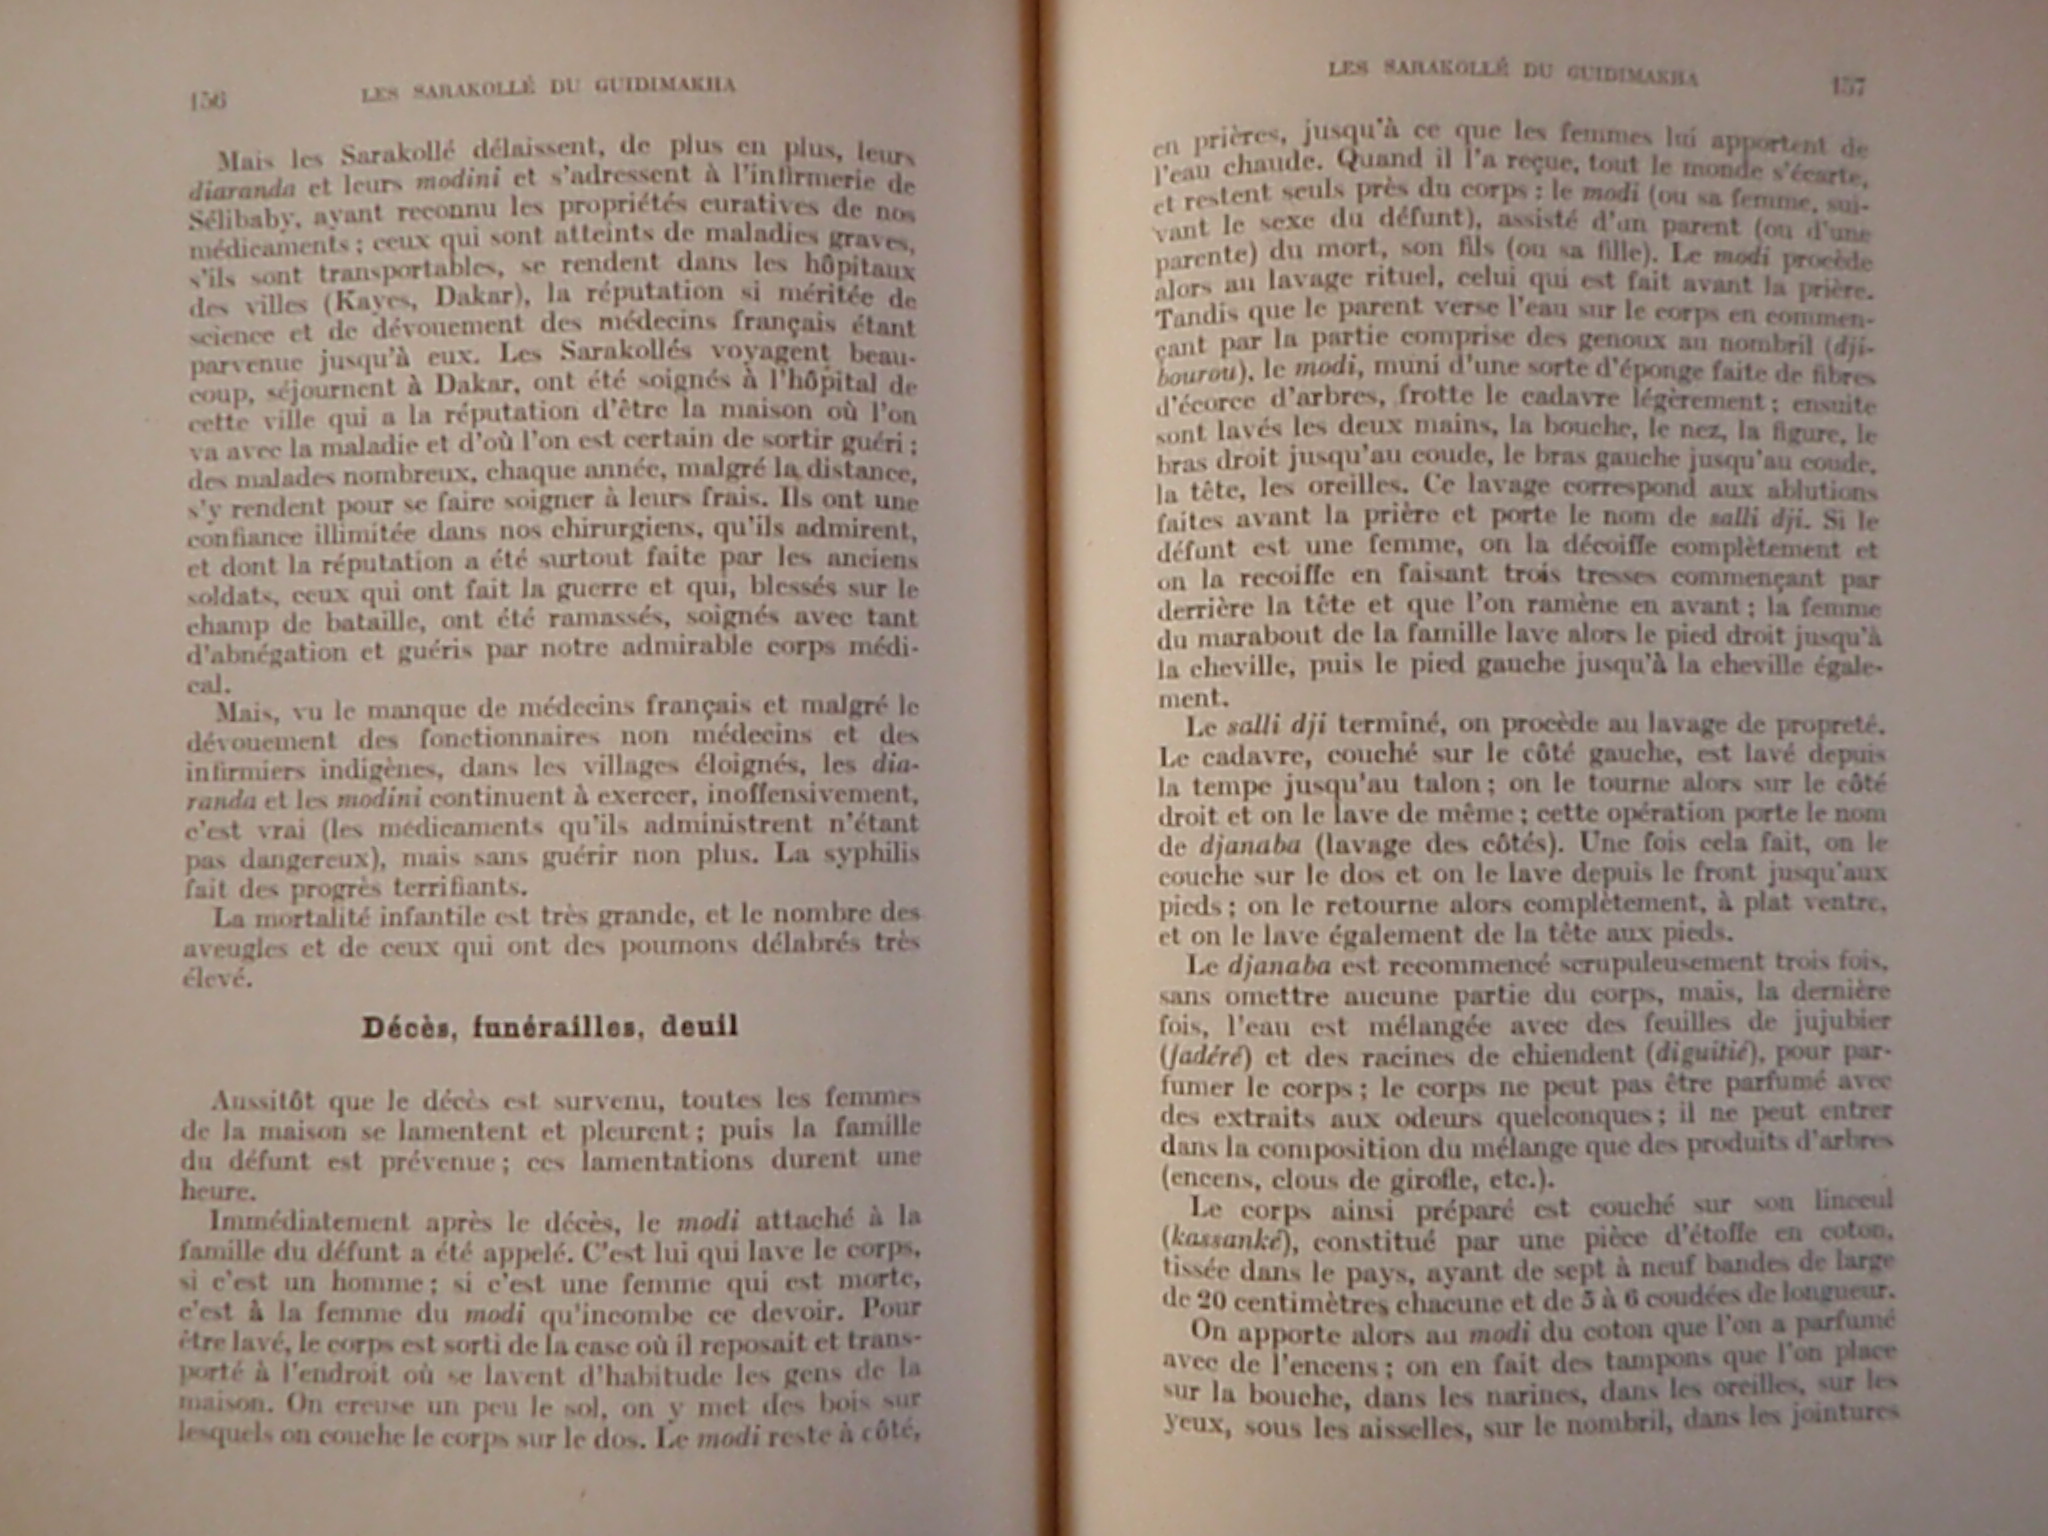 156
LES SARAKOLLÉ DU GUIDIMAKHA
Mais les Sarakollé délaissent, de plus en plus, leurs
diaranda et leurs modini et s'adressent à l'infirmerie de
Sélibaby, ayant reconnu les propriétés curatives de nos
médicaments ; ceux qui sont atteints de maladies graves,
s'ils sont transportables, se rendent dans les hôpitaux
des villes (Kayes, Dakar), la réputation si méritée de
science et de dévouement des médecins français étant
parvenue jusqu'à eux. Les Sarakollés voyagent beau-
coup, séjournent à Dakar, ont été soignés à l'hôpital de
cette ville qui a la réputation d'être la maison où l'on
va avec la maladie et d'où l'on est certain de sortir guéri ;
des malades nombreux, chaque année, malgré la distance,
s'y rendent pour se faire soigner à leurs frais. Ils ont une
confiance illimitée dans nos chirurgiens, qu'ils admirent,
et dont la réputation a été surtout faite par les anciens
soldats, ceux qui ont fait la guerre et qui, blessés sur le
champ de bataille, ont été ramassés, soignés avec tant
d'abnégation et guéris par notre admirable corps médi-
cal.
Mais, vu le manque de médecins français et malgré le
dévouement des fonctionnaires non médecins et des
infirmiers indigènes, dans les villages éloignés, les dia-
randa et les modini continuent à exercer, inoffensivement,
c'est vrai (les médicaments qu'ils administrent n'étant
pas dangereux), mais sans guérir non plus. La syphilis
fait des progrès terrifiants.
La mortalité infantile est très grande, et le nombre des
aveugles et de ceux qui ont des poumons délabrés très
élevé.
Décès, funérailles, deuil
Aussitôt que le décès est survenu, toutes les femmes
de la maison se lamentent et pleurent ; puis la famille
du défunt est prévenue ; ces lamentations durent une
heure.
Immédiatement après le décès, le modi attaché à la
famille du défunt a été appelé. C'est lui qui lave le corps,
si c'est un homme ; si c'est une femme qui est morte,
c'est à la femme du modi qu'incombe ce devoir. Pour
être lavé, le corps est sorti de la case où il reposait et trans-
porté à l'endroit où se lavent d'habitude les gens de la
maison. On creuse un peu le sol, on y met des bois sur
lesquels on couche le corps sur le dos. Le modi reste à côté,
LES SARAKOLLÉ DU GUIDIMAKHA
157
en prières, jusqu'à ce que les femmes lui apportent de
l'eau chaude. Quand il l'a reçue, tout le monde s'écarte,
et restent seuls près du corps : le modi (ou sa femme, sui-
vant le sexe du défunt), assisté d'un parent (ou d'une
parente) du mort, son fils (ou sa fille). Le modi procède
alors au lavage rituel, celui qui est fait avant la prière.
Tandis que le parent verse l'eau sur le corps en commen-
çant par la partie comprise des genoux au nombril (dji-
bourou), le modi, muni d'une sorte d'éponge faite de fibres
d'écorce d'arbres, frotte le cadavre légèrement ; ensuite
sont lavés les deux mains, la bouche, le nez, la figure, le
bras droit jusqu'au coude, le bras gauche jusqu'au coude,
la tête, les oreilles. Ce lavage correspond aux ablutions
faites avant la prière et porte le nom de salli dji. Si le
défunt est une femme, on la décoiffe complètement et
on la recoiffe en faisant trois tresses commençant par
derrière la tête et que l'on ramène en avant ; la femme
du marabout de la famille lave alors le pied droit jusqu'à
la cheville, puis le pied gauche jusqu'à la cheville égale-
ment.
Le salli dji terminé, on procède au lavage de propreté.
Le cadavre, couché sur le côté gauche, est lavé depuis
la tempe jusqu'au talon ; on le tourne alors sur le côté
droit et on le lave de même ; cette opération porte le nom
de djanaba (lavage des côtés). Une fois cela fait, on le
couche sur le dos et on le lave depuis le front jusqu'aux
pieds ; on le retourne alors complètement, à plat ventre,
et on le lave également de la tête aux pieds.
Le djanaba est recommencé scrupuleusement trois fois,
sans omettre aucune partie du corps, mais, la dernière
fois, l'eau est mélangée avec des feuilles de jujubier
(fadéré) et des racines de chiendent (diguitié), pour par-
fumer le corps ; le corps ne peut pas être parfumé avec
des extraits aux odeurs quelconques ; il ne peut entrer
dans la composition du mélange que des produits d'arbres
(encens, clous de girofle, etc.).
Le corps ainsi préparé est couché sur son linceul
(kassanké), constitué par une pièce d'étoffe en coton,
tissée dans le pays, ayant de sept à neuf bandes de large
de 20 centimètres chacune et de 5 à 6 coudées de longueur.
On apporte alors au modi du coton que l'on a parfumé
avec de l'encens ; on en fait des tampons que l'on place
sur la bouche, dans les narines, dans les oreilles, sur les
yeux, sous les aisselles, sur le nombril, dans les jointures